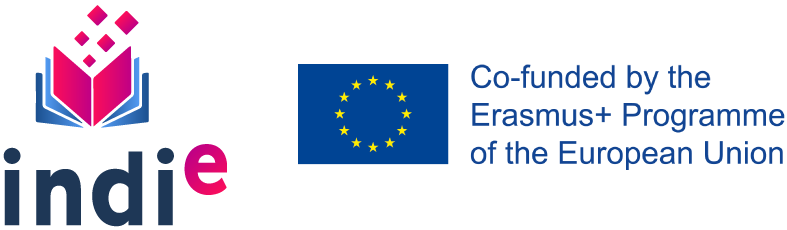 indie
Co-funded by the
Erasmus+ Programme
of the European Union